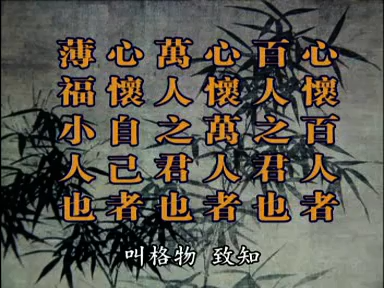 心懷百人者
百人之君也
心懷萬人者
萬人之君也
心懷自己者
薄福小人也
叫格物 致知